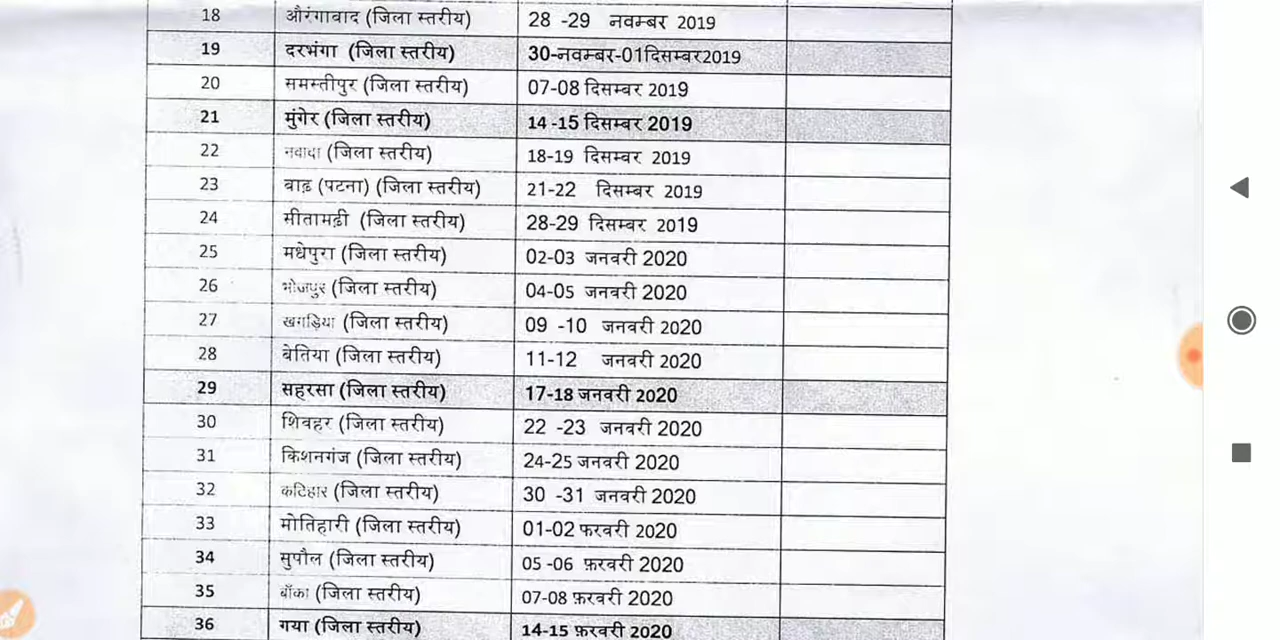 18 औरंगाबाद (जिला स्तरीय) 28 -29 नवम्बर 2019
19 दरभंगा (जिला स्तरीय) 30-नवम्बर-01दिसम्बर2019
20 समस्तीपुर (जिला स्तरीय) 07-08 दिसम्बर 2019
21 मुंगेर (जिला स्तरीय) 14 -15 दिसम्बर 2019
22 नवादा (जिला स्तरीय) 18-19 दिसम्बर 2019
23 बाढ़ (पटना) (जिला स्तरीय) 21-22 दिसम्बर 2019
24 सीतामढ़ी (जिला स्तरीय) 28-29 दिसम्बर 2019
25 मधेपुरा (जिला स्तरीय) 02-03 जनवरी 2020
26 भोजपुर (जिला स्तरीय) 04-05 जनवरी 2020
27 खगड़िया (जिला स्तरीय) 09 -10 जनवरी 2020
28 बेतिया (जिला स्तरीय) 11-12 जनवरी 2020
29 सहरसा (जिला स्तरीय) 17-18 जनवरी 2020
30 शिवहर (जिला स्तरीय) 22 -23 जनवरी 2020
31 किशनगंज (जिला स्तरीय) 24-25 जनवरी 2020
32 कटिहार (जिला स्तरीय) 30 -31 जनवरी 2020
33 मोतिहारी (जिला स्तरीय) 01-02 फरवरी 2020
34 सुपौल (जिला स्तरीय) 05 -06 फ़रवरी 2020
35 बाँका (जिला स्तरीय) 07-08 फ़रवरी 2020
36 गया (जिला स्तरीय) 14-15 फ़रवरी 2020